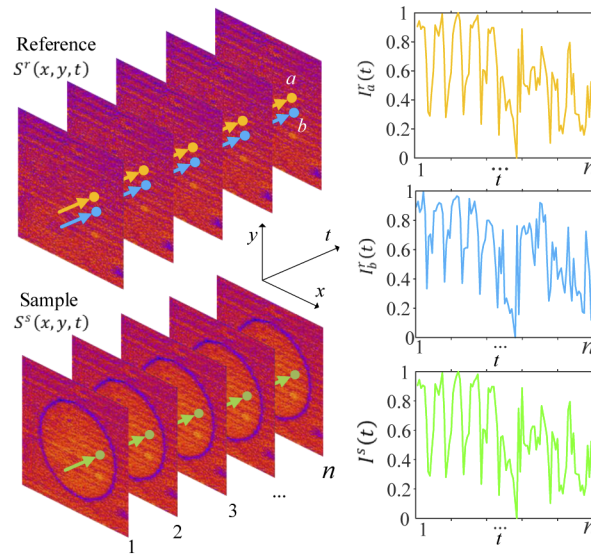 Reference
S^r(x,y,t)
a
b
y
t
x
Sample
S^s(x,y,t)
1
2
3
...
n
1
0.8
0.6
0.4
0.2
0
I_a^r(t)
1
...
t
n
1
0.8
0.6
0.4
0.2
0
I_b^r(t)
1
...
t
n
1
0.8
0.6
0.4
0.2
0
I^s(t)
1
...
t
n